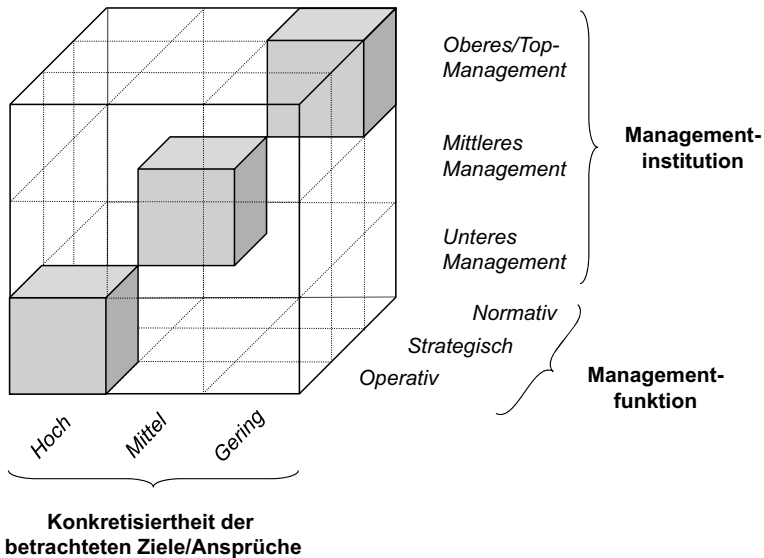 Oberes/Top-
Management
Mittleres
Management
Unteres
Management
Management-
institution
Normativ
Strategisch
Operativ
Management-
funktion
Hoch
Mittel
Gering
Konkretisiertheit der
betrachteten Ziele/Ansprüche